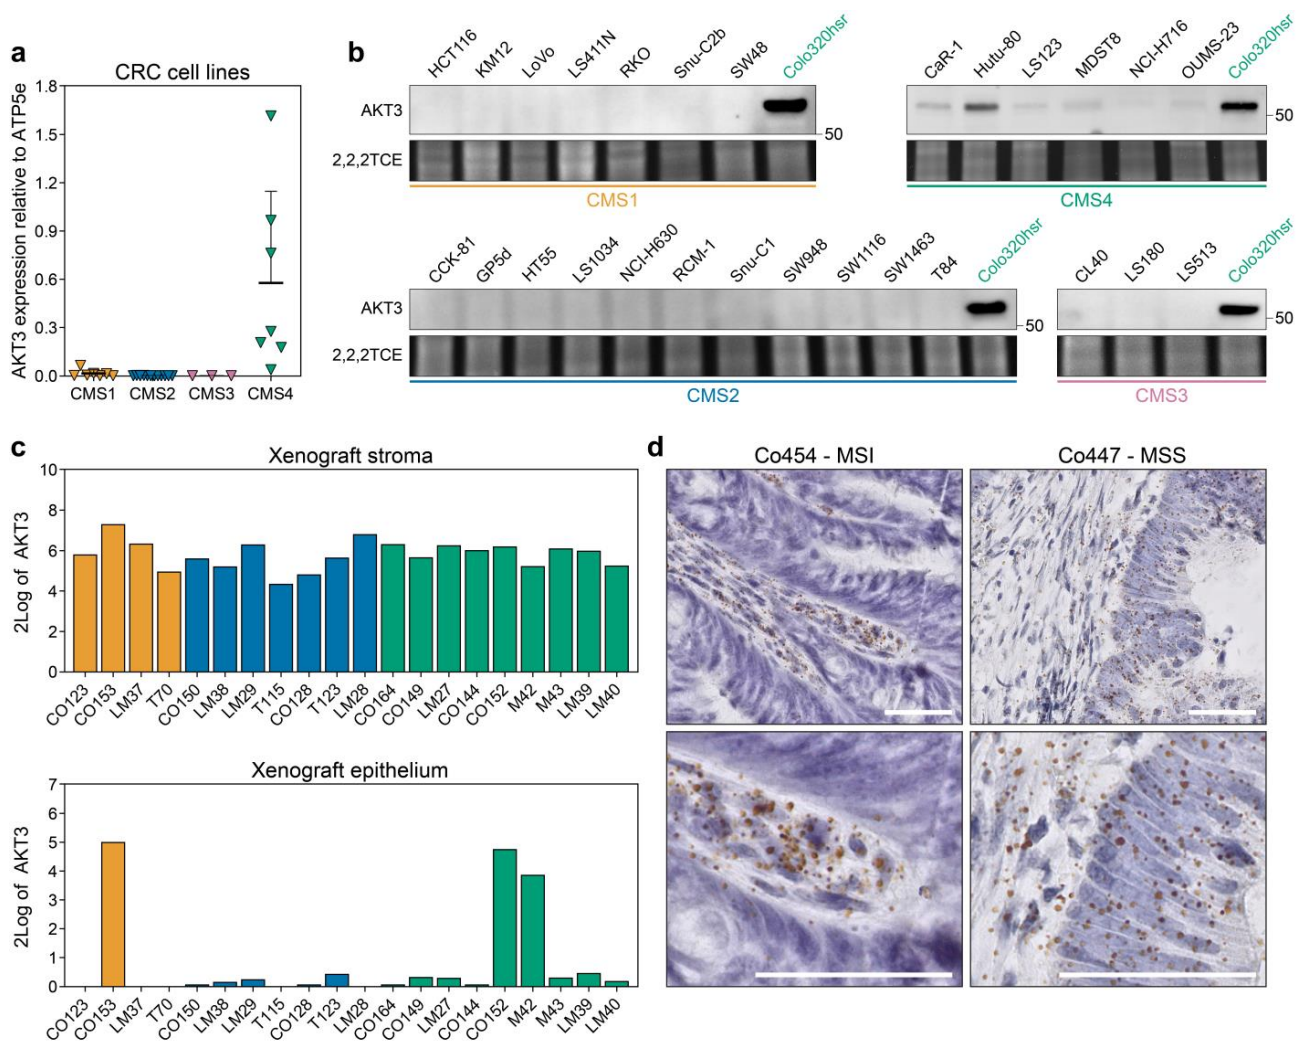 a
CRC cell lines
AKT3 expression relative to ATP5e
1.8
1.5
1.2
0.9
0.6
0.3
0.0
CMS1 CMS2 CMS3 CMS4
b
HCT116 KM12 LoVo LS411N RKO Snu-C2b SW48 Colo320hsr
AKT3
50
2,2,2TCE
CMS1
CaR-1 Hutu-80 LS123 MDST8 NCI-H716 OUMS-23 Colo320hsr
50
CMS4
CCK-81 GP5d HT55 LS1034 NCI-H630 RCM-1 Snu-C1 SW948 SW1116 SW1463 T84 Colo320hsr
AKT3
50
2,2,2TCE
CMS2
CL40 LS180 LS513 Colo320hsr
50
CMS3
c
Xenograft stroma
2Log of AKT3
10
8
6
4
2
0
CO123 CO153 LM37 T70 CO150 LM38 LM29 T115 CO128 T123 LM28 CO164 CO149 LM27 CO144 CO152 M42 M43 LM39 LM40
Xenograft epithelium
2Log of AKT3
7
6
5
4
3
2
1
0
CO123 CO153 LM37 T70 CO150 LM38 LM29 T115 CO128 T123 LM28 CO164 CO149 LM27 CO144 CO152 M42 M43 LM39 LM40
d
Co454 - MSI
Co447 - MSS